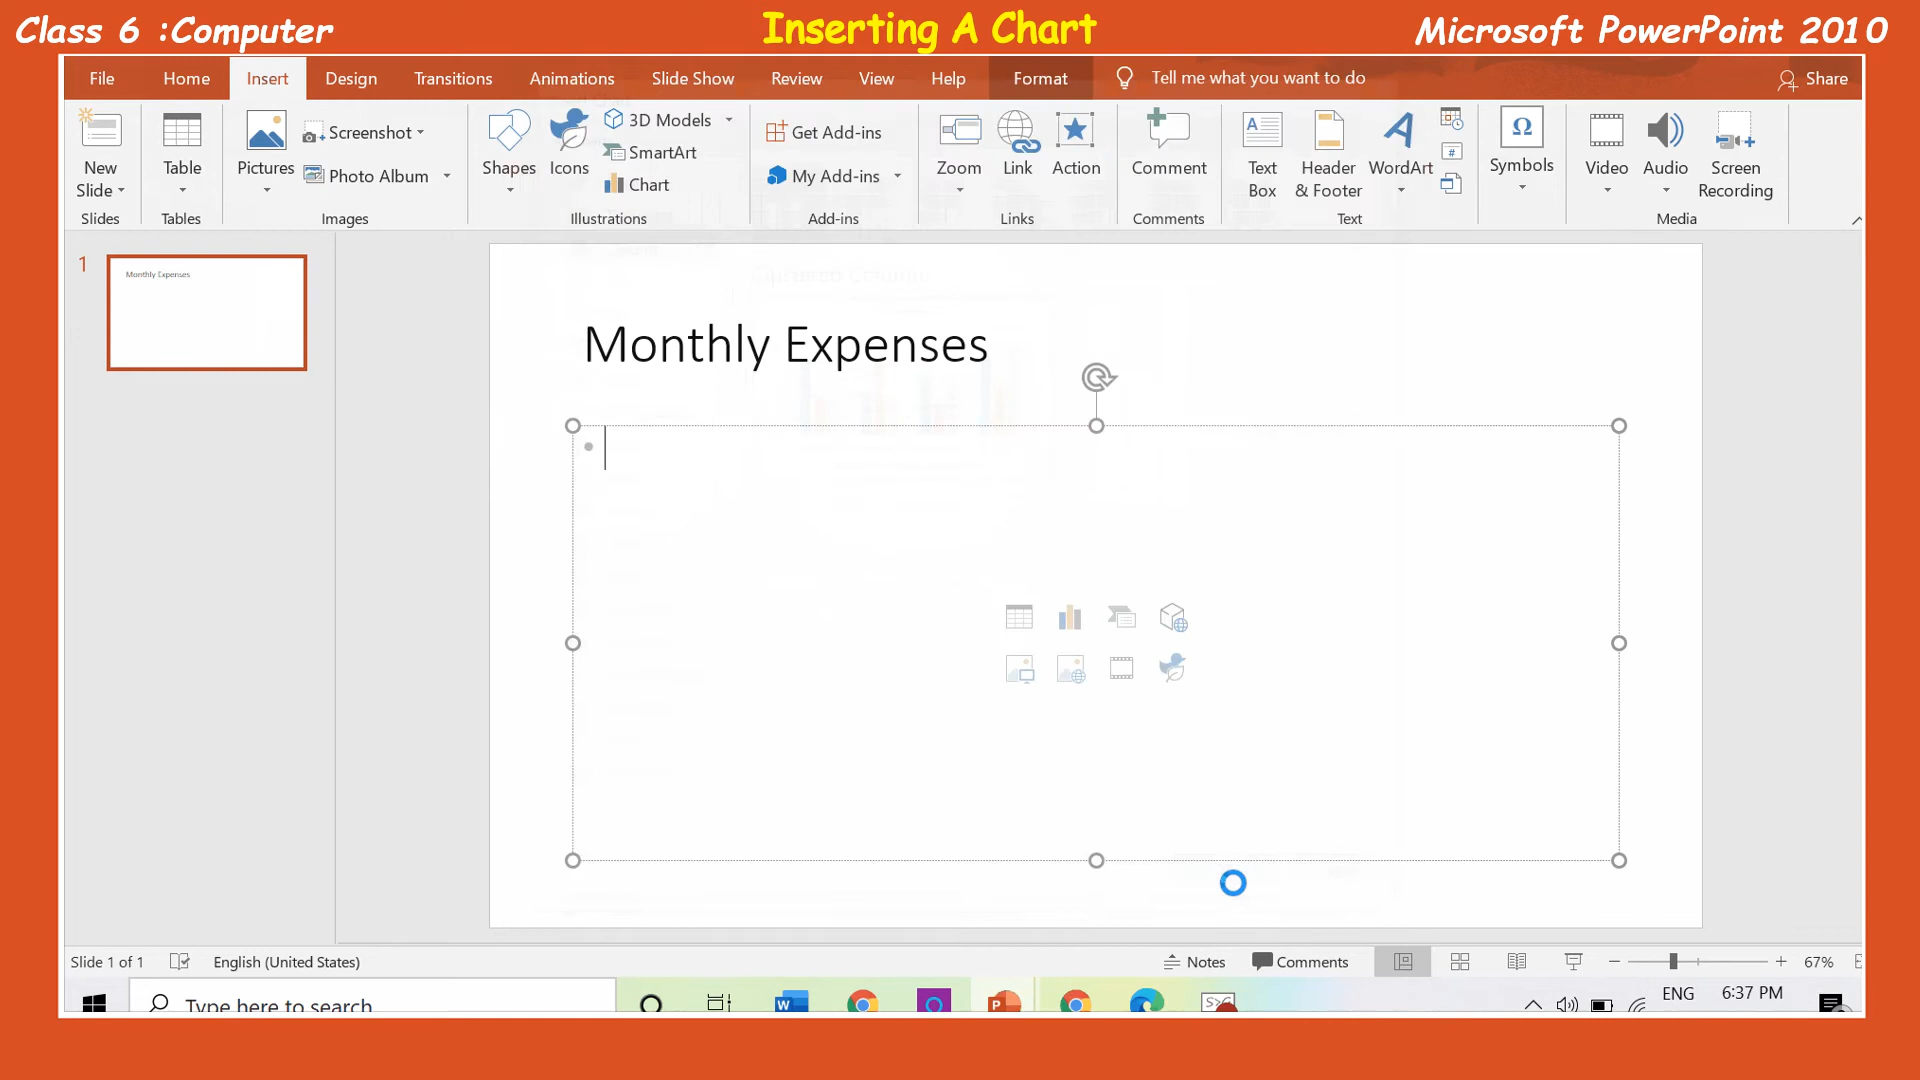 Class 6 :Computer
Inserting A Chart
Microsoft PowerPoint 2010
File Home Insert Design Transitions Animations Slide Show Review View Help Format Tell me what you want to do Share
New Slide
Table
Pictures
Screenshot
Photo Album
Shapes
Icons
3D Models
SmartArt
Chart
Get Add-ins
My Add-ins
Zoom
Link
Action
Comment
Text Box
Header & Footer
WordArt
Symbols
Video
Audio
Screen Recording
Slides Tables Images Illustrations Add-ins Links Comments Text Media
1
Monthly Expenses
Clustered Column
Monthly Expenses
Slide 1 of 1 English (United States) Notes Comments 67%
Type here to search
ENG 6:37 PM